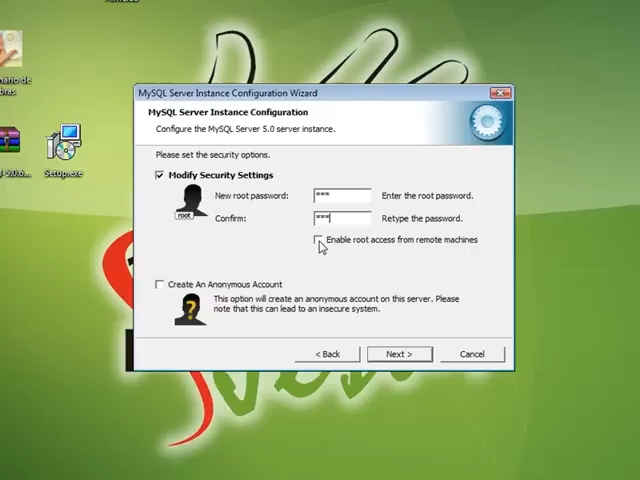 MySQL Server Instance Configuration Wizard
MySQL Server Instance Configuration
Configure the MySQL Server 5.0 server instance.
Please set the security options.
Modify Security Settings
New root password: *** Enter the root password.
root
Confirm: *** Retype the password.
Enable root access from remote machines
Create An Anonymous Account
This option will create an anonymous account on this server. Please
note that this can lead to an insecure system.
?
< Back Next > Cancel
Setup.exe